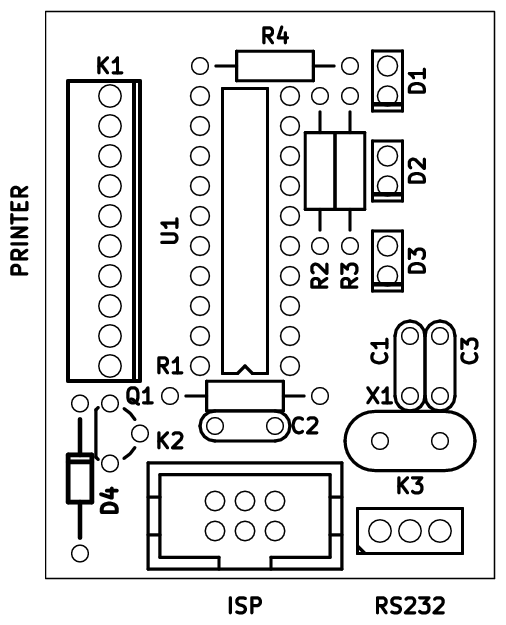 R4
K1
D1
D2
PRINTER
U1
D3
R2
R3
C1
C3
R1
Q1
X1
C2
K2
D4
K3
ISP
RS232